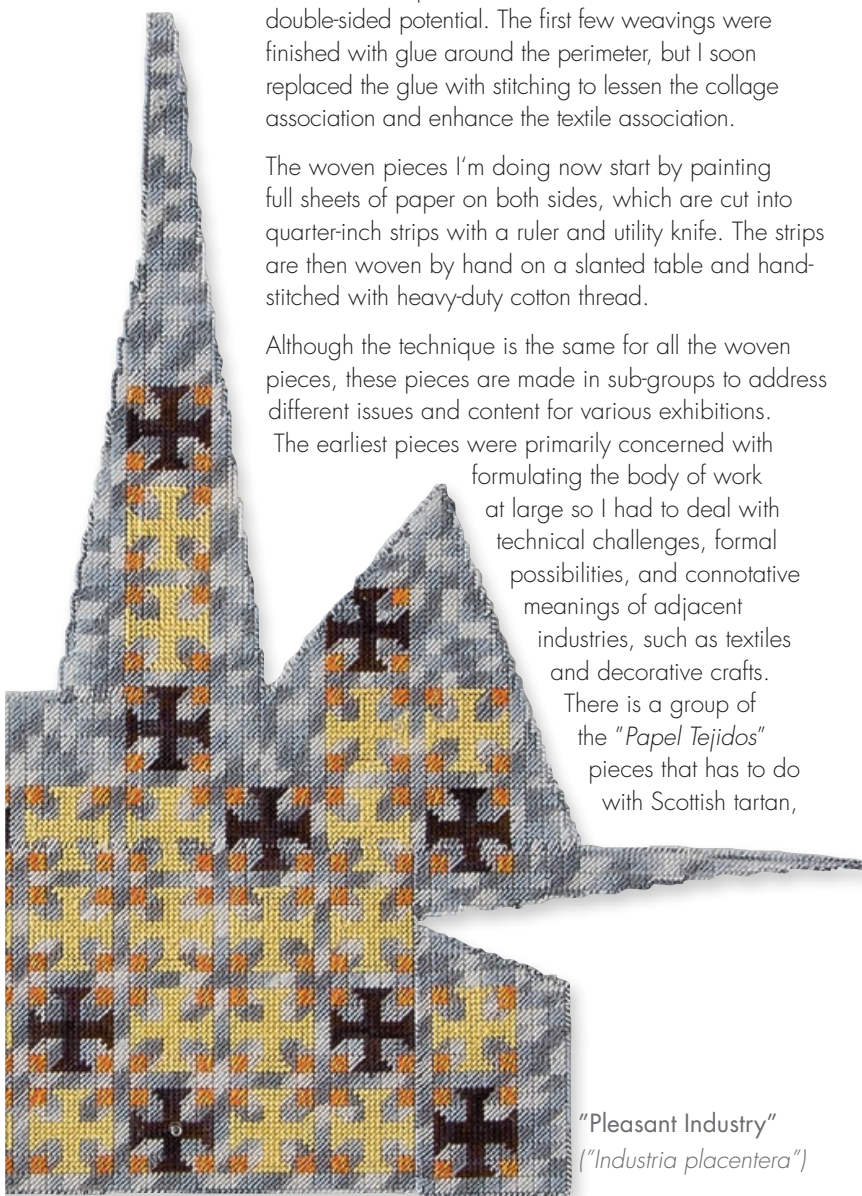 double-sided potential. The first few weavings were
finished with glue around the perimeter, but I soon
replaced the glue with stitching to lessen the collage
association and enhance the textile association.
The woven pieces I’m doing now start by painting
full sheets of paper on both sides, which are cut into
quarter-inch strips with a ruler and utility knife. The strips
are then woven by hand on a slanted table and hand-
stitched with heavy-duty cotton thread.
Although the technique is the same for all the woven
pieces, these pieces are made in sub-groups to address
different issues and content for various exhibitions.
The earliest pieces were primarily concerned with
formulating the body of work
at large so I had to deal with
technical challenges, formal
possibilities, and connotative
meanings of adjacent
industries, such as textiles
and decorative crafts.
There is a group of
the "Papel Tejidos"
pieces that has to do
with Scottish tartan,
"Pleasant Industry"
("Industria placentera")